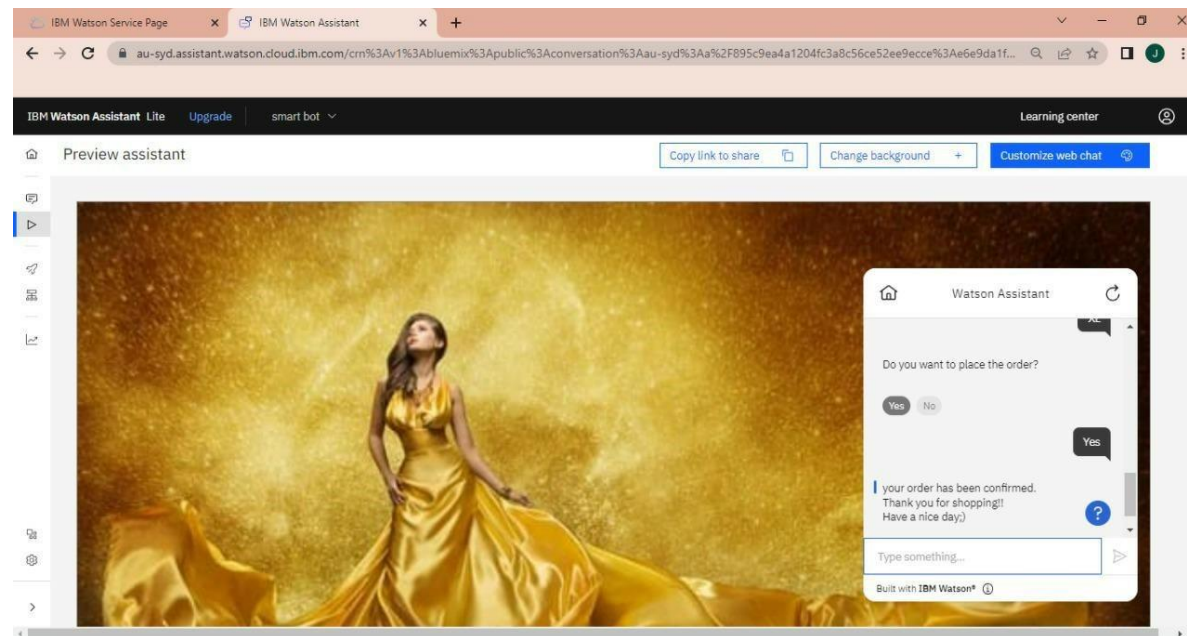 IBM Watson Service Page
IBM Watson Assistant
au-syd.assistant.watson.cloud.ibm.com/crn%3Av1%3Abluemix%3Apublic%3Aconversation%3Aau-syd%3Aa%2F895c9ea4a1204fc3a8c56ce52ee9ecce%3Ae6e9da1f...
J
IBM Watson Assistant Lite Upgrade smart bot Learning center
Preview assistant Copy link to share Change background + Customize web chat
Watson Assistant
XL
Do you want to place the order?
Yes No
Yes
your order has been confirmed.
Thank you for shopping!!
Have a nice day;)
?
Type something...
Built with IBM Watson®